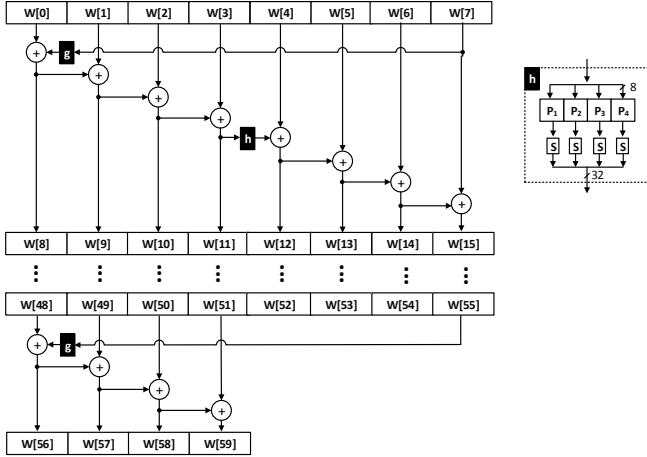 W[0] W[1] W[2] W[3] W[4] W[5] W[6] W[7]
+ g
+
+
+
h +
+
+
+
W[8] W[9] W[10] W[11] W[12] W[13] W[14] W[15]
W[48] W[49] W[50] W[51] W[52] W[53] W[54] W[55]
+ g
+
+
+
W[56] W[57] W[58] W[59]
h
8
P1 P2 P3 P4
S S S S
32